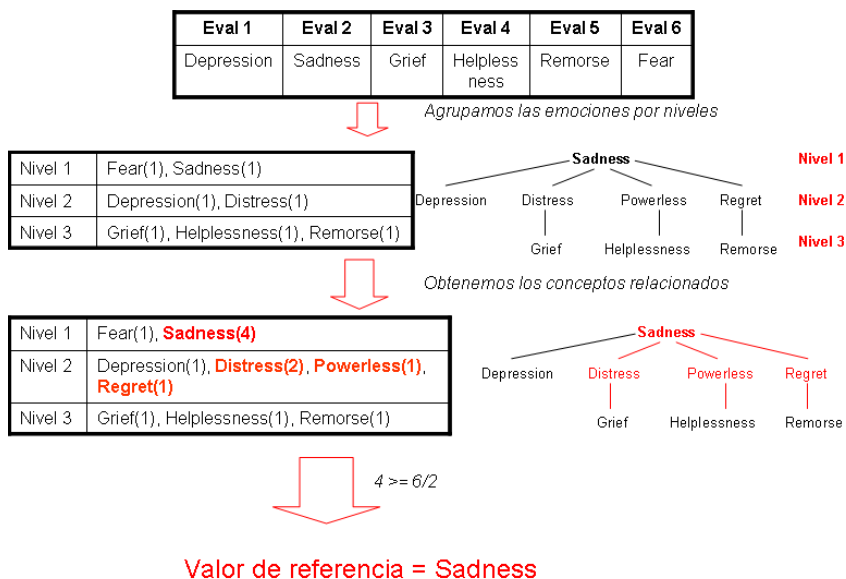 Eval 1 Eval 2 Eval 3 Eval 4 Eval 5 Eval 6
Depression Sadness Grief Helpless Remorse Fear
ness
Agrupamos las emociones por niveles
Nivel 1 Fear(1), Sadness(1)
Nivel 2 Depression(1), Distress(1)
Nivel 3 Grief(1), Helplessness(1), Remorse(1)
Sadness Nivel 1
Depression Distress Powerless Regret Nivel 2
Grief Helplessness Remorse Nivel 3
Obtenemos los conceptos relacionados
Nivel 1 Fear(1), Sadness(4)
Nivel 2 Depression(1), Distress(2), Powerless(1),
Regret(1)
Nivel 3 Grief(1), Helplessness(1), Remorse(1)
Sadness
Depression Distress Powerless Regret
Grief Helplessness Remorse
4 >= 6/2
Valor de referencia = Sadness